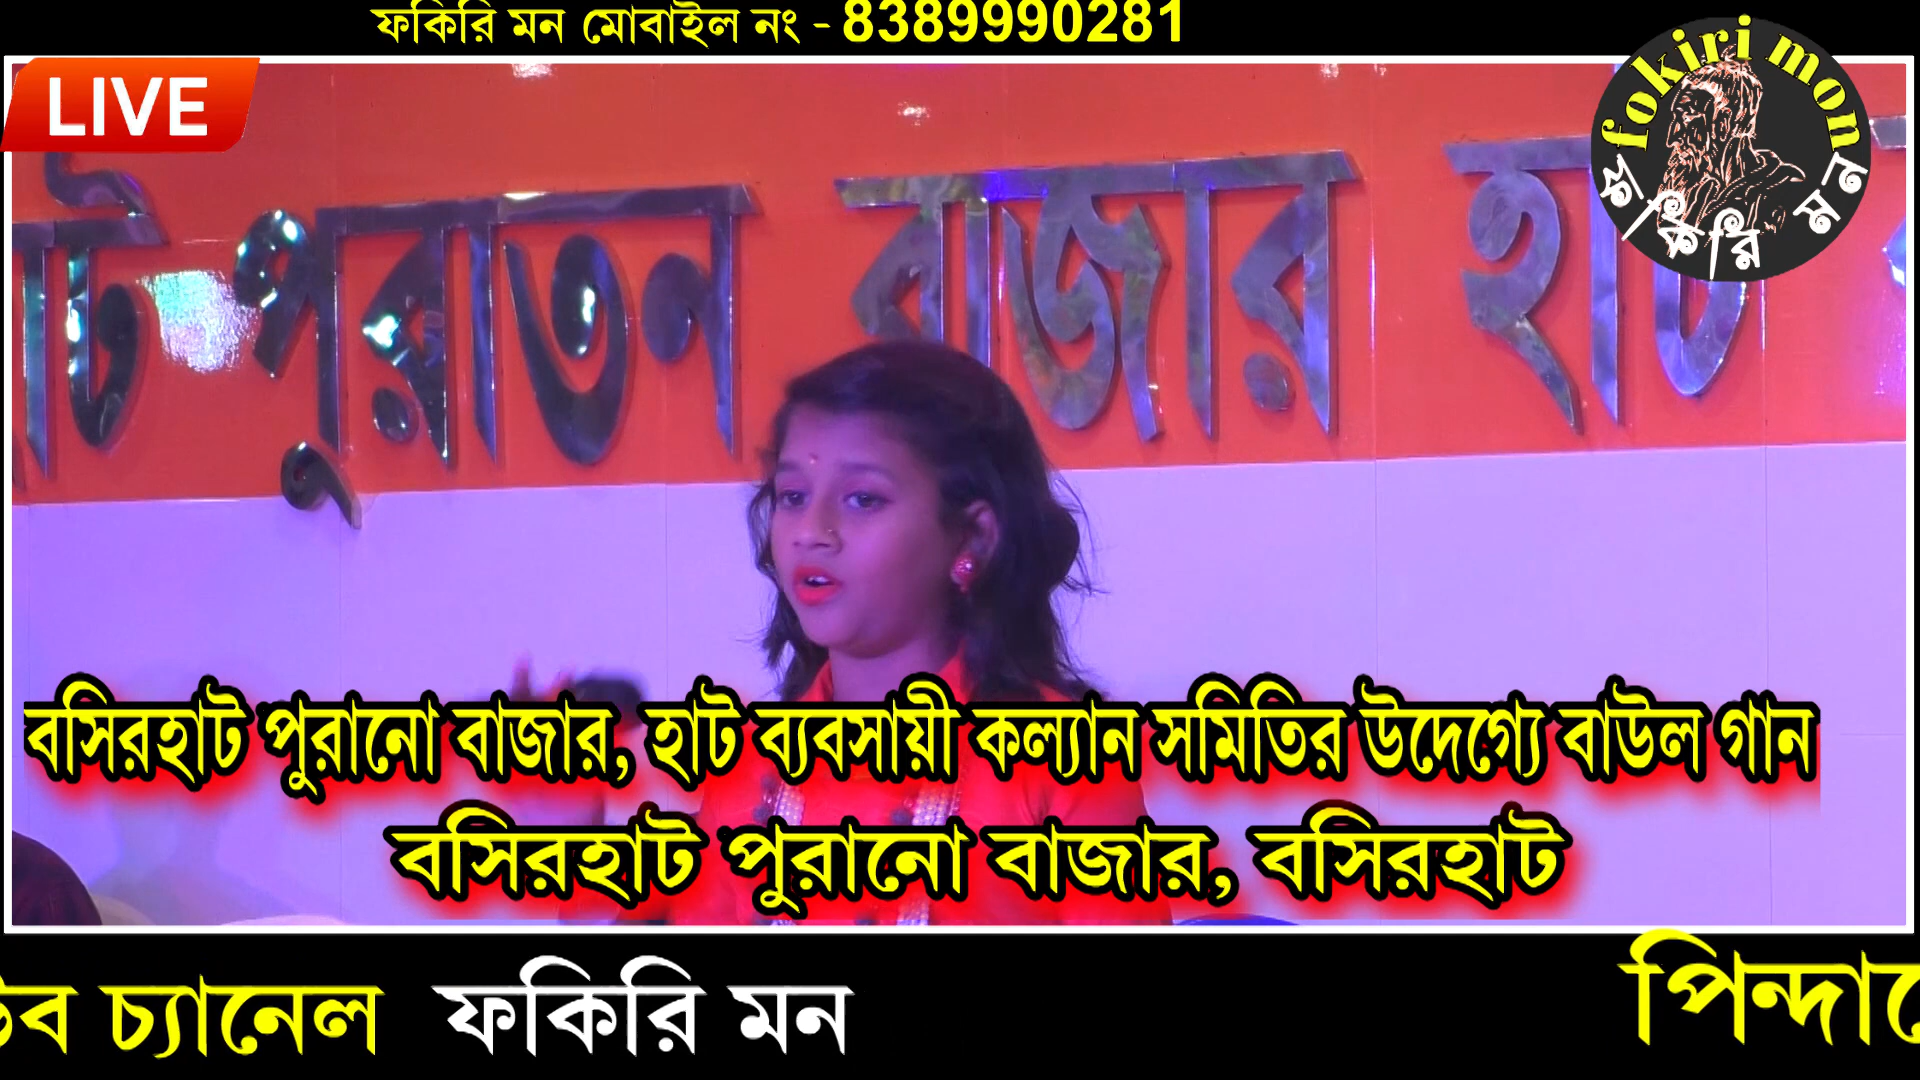 ফকিরি মন মোবাইল নং - 8389990281
LIVE
fokiri mon
ফকিরি মন
পুরাতন বাজার হাট
বসিরহাট পুরানো বাজার, হাট ব্যবসায়ী কল্যান সমিতির উদেগ্যে বাউল গান
বসিরহাট পুরানো বাজার, বসিরহাট
চ্যানেল ফকিরি মন